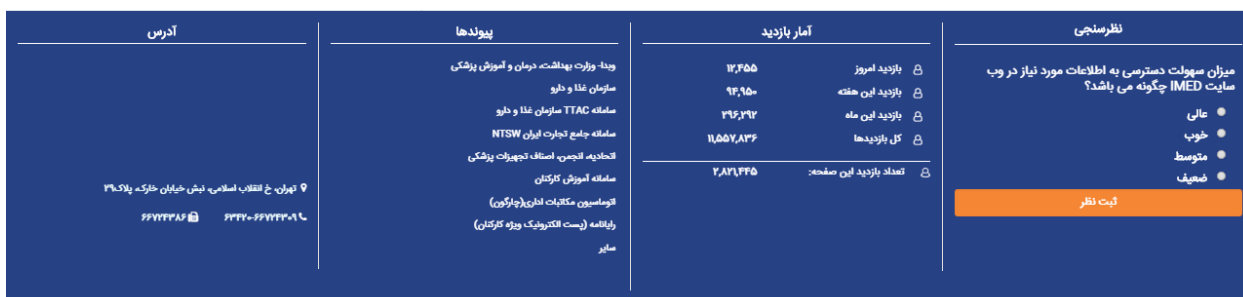 نظرسنجی
میزان سهولت دسترسی به اطلاعات مورد نیاز در وب
سایت IMED چگونه می باشد؟
عالی
خوب
متوسط
ضعیف
ثبت نظر
آمار بازدید
بازدید امروز ۱۲,۴۵۵
بازدید این هفته ۹۴,۹۵۰
بازدید این ماه ۲۹۶,۲۹۲
کل بازدیدها ۱۱,۵۵۷,۸۳۶
تعداد بازدید این صفحه: ۲,۸۲۱,۴۴۵
پیوندها
وبدا- وزارت بهداشت، درمان و آموزش پزشکی
سازمان غذا و دارو
سامانه TTAC سازمان غذا و دارو
سامانه جامع تجارت ایران NTSW
اتحادیه، انجمن، اصناف تجهیزات پزشکی
سامانه آموزش کارکنان
اتوماسیون مکاتبات اداری(چارگون)
رایانامه (پست الکترونیک ویژه کارکنان)
سایر
آدرس
تهران، خ انقلاب اسلامی، نبش خیابان خارک، پلاک۲۹
۶۳۴۲۰-۶۶۷۲۴۳۰۹ ۶۶۷۲۴۳۸۶